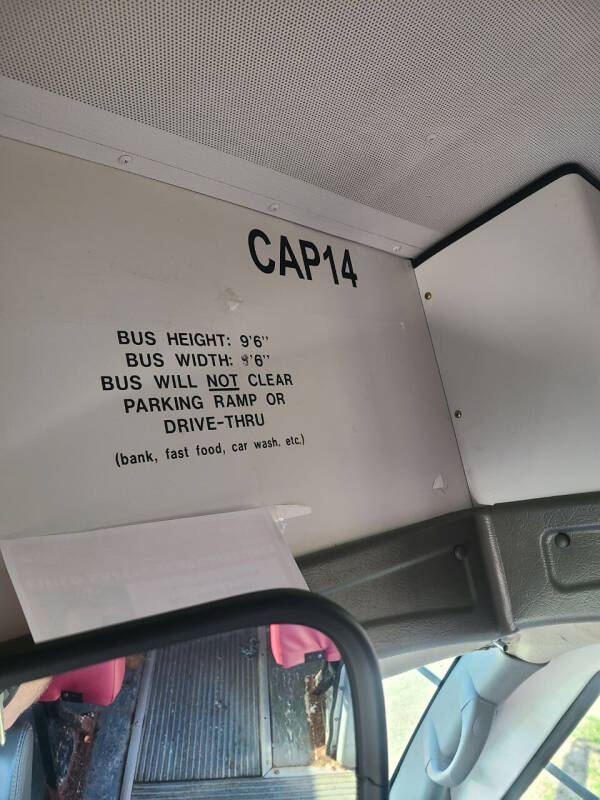 CAP14
BUS HEIGHT: 9'6"
BUS WIDTH: '6"
BUS WILL NOT CLEAR
PARKING RAMP OR
DRIVE-THRU
(bank, fast food, car wash, etc.)